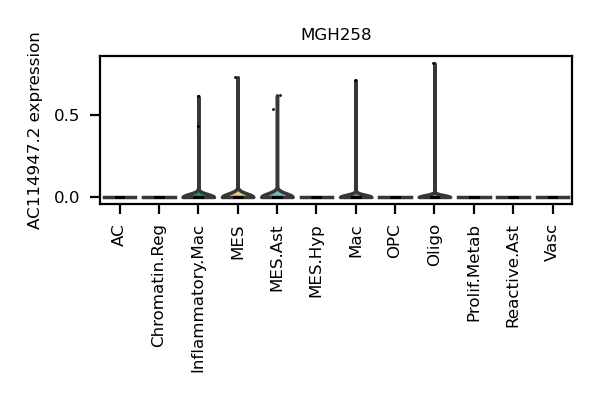 MGH258
AC114947.2 expression
0.5
0.0
AC
Chromatin.Reg
Inflammatory.Mac
MES
MES.Ast
MES.Hyp
Mac
OPC
Oligo
Prolif.Metab
Reactive.Ast
Vasc